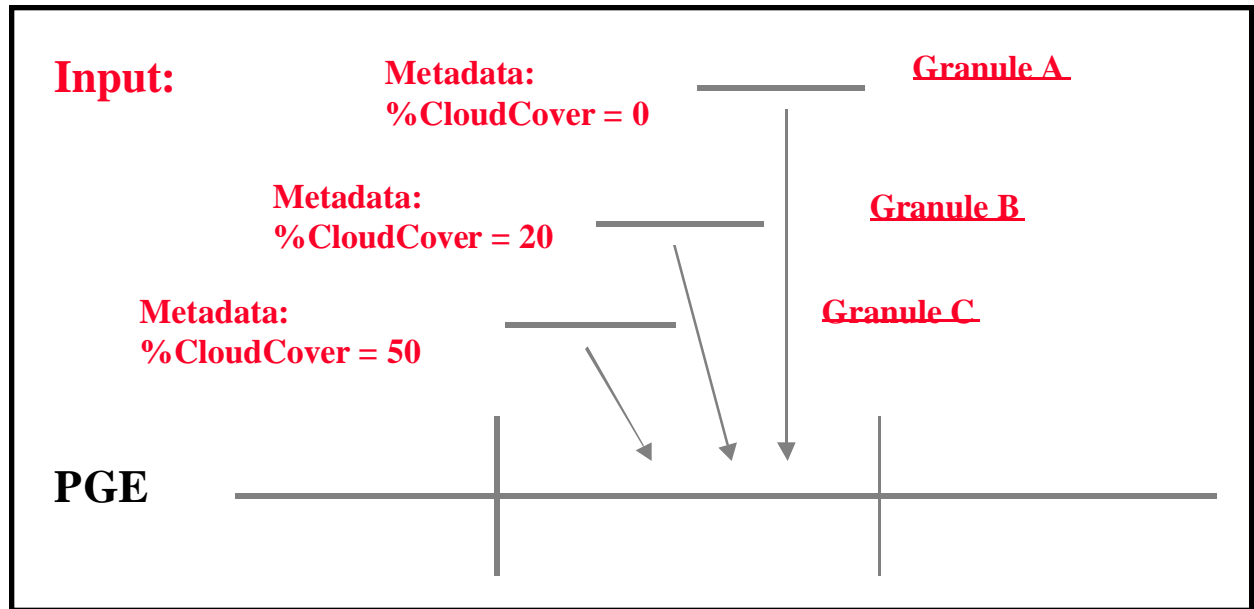 Input:
Metadata:
%CloudCover = 0
Granule A
Metadata:
%CloudCover = 20
Granule B
Metadata:
%CloudCover = 50
Granule C
PGE